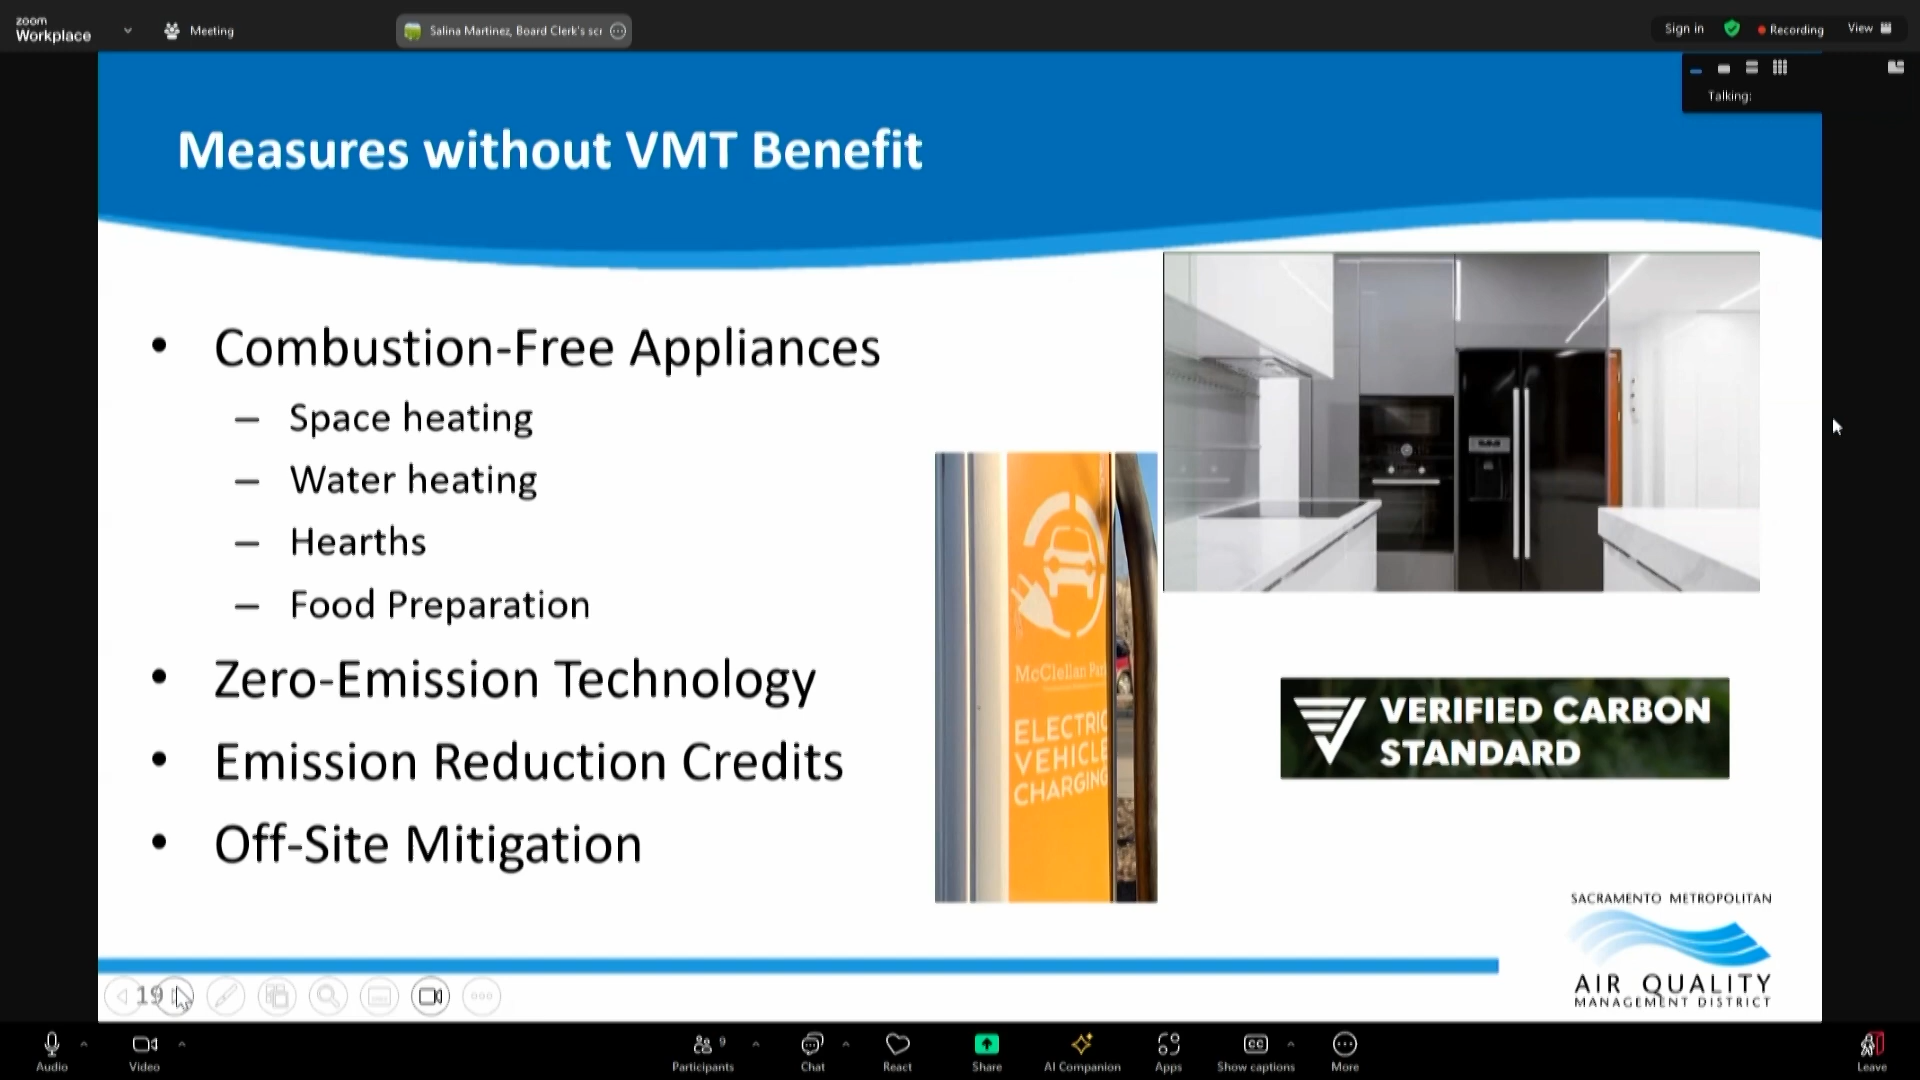 zoom
Workplace
Meeting
Salina Martinez, Board Clerk's scr
Sign in
Recording
View
Talking:
Measures without VMT Benefit
• Combustion-Free Appliances
– Space heating
– Water heating
– Hearths
– Food Preparation
• Zero-Emission Technology
• Emission Reduction Credits
• Off-Site Mitigation
McClellan Par
ELECTRIC
VEHICLE
CHARGING
VERIFIED CARBON
STANDARD
SACRAMENTO METROPOLITAN
AIR QUALITY
MANAGEMENT DISTRICT
19
Audio
Video
9
Participants
Chat
React
Share
AI Companion
Apps
CC
Show captions
More
Leave